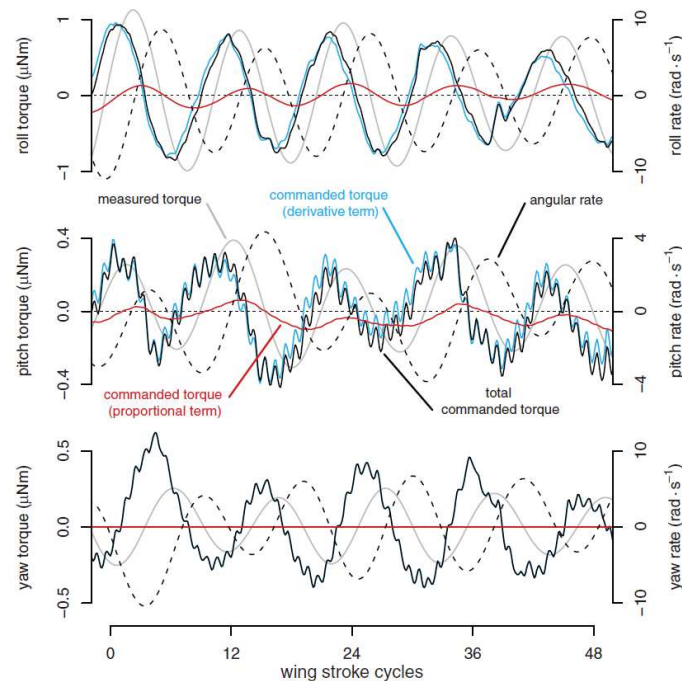 roll torque (µNm)
1
0
−1
10
0
−10
roll rate (rad · s⁻¹)
measured torque
commanded torque
(derivative term)
angular rate
pitch torque (µNm)
0.4
0.0
−0.4
4
0
−4
pitch rate (rad · s⁻¹)
commanded torque
(proportional term)
total
commanded torque
yaw torque (µNm)
0.5
0.0
−0.5
10
0
−10
yaw rate (rad · s⁻¹)
0 12 24 36 48
wing stroke cycles